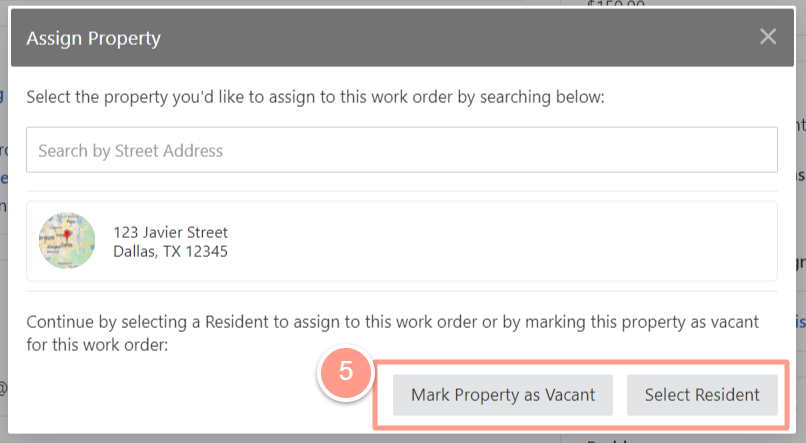 $150.00
Assign Property
Select the property you'd like to assign to this work order by searching below:
Search by Street Address
123 Javier Street
Dallas, TX 12345
Continue by selecting a Resident to assign to this work order or by marking this property as vacant
for this work order:
5
Mark Property as Vacant
Select Resident